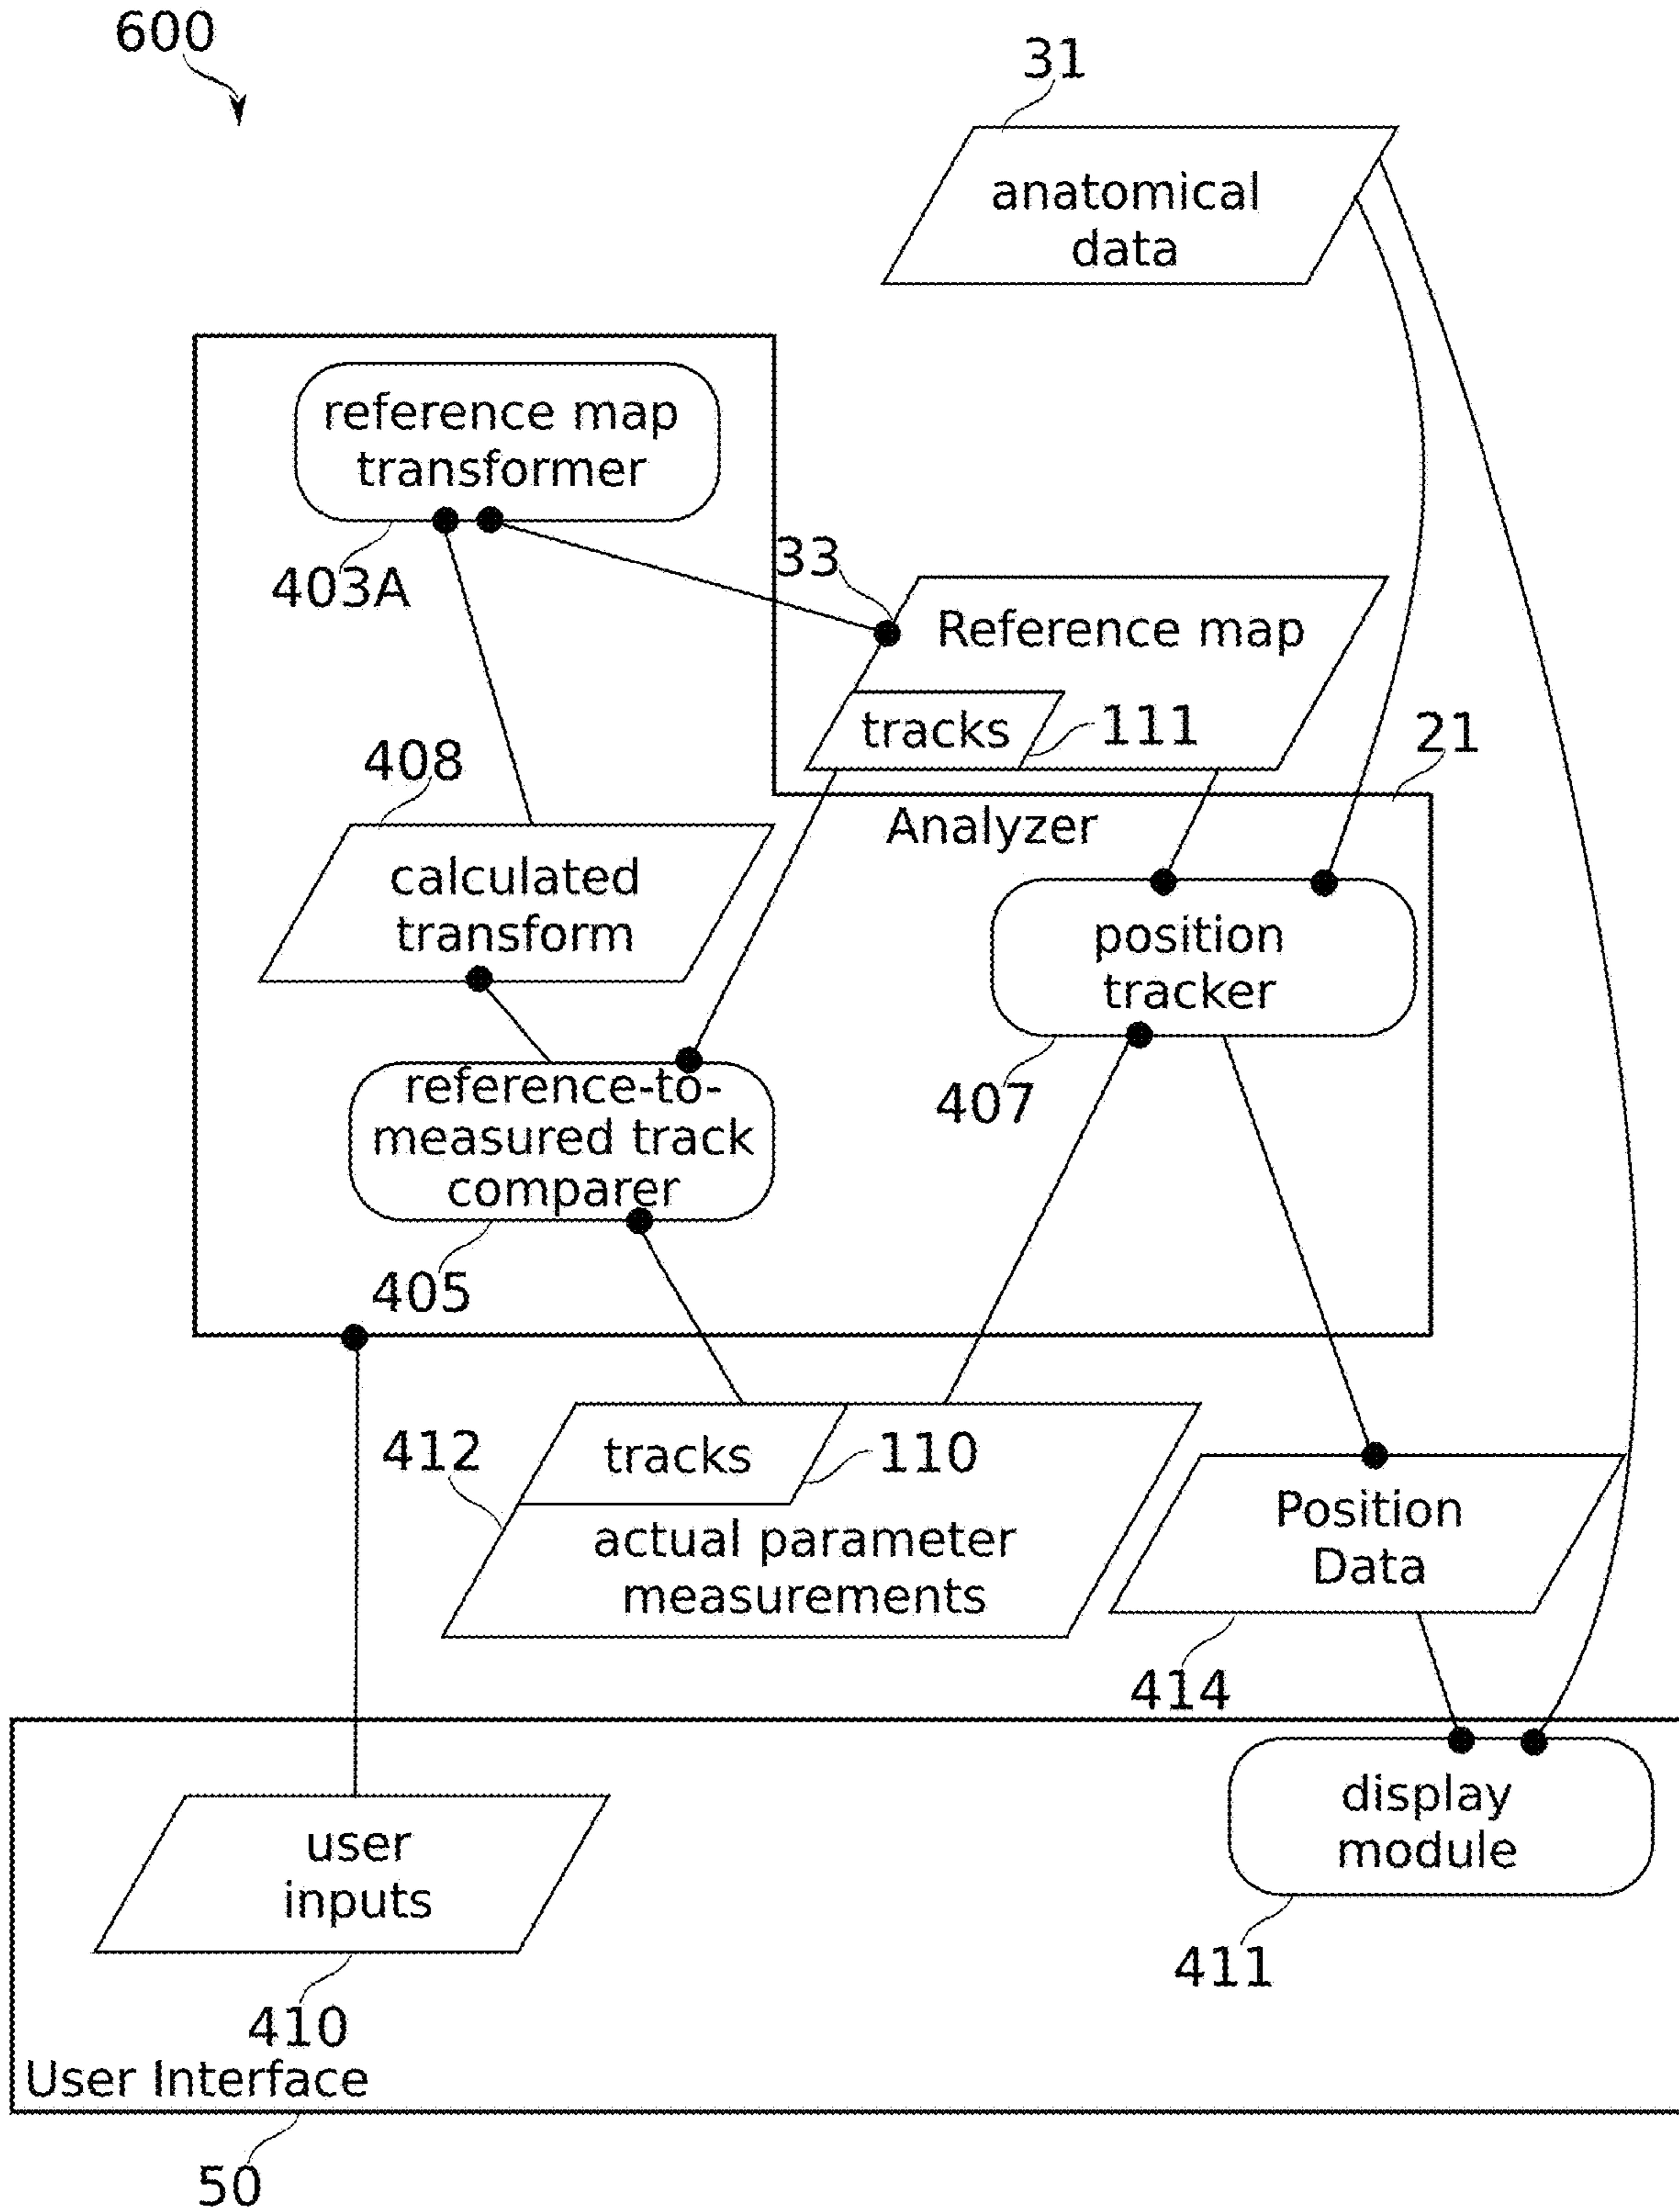 600
31
anatomical
data
reference map
transformer
403A
33
Reference map
tracks
111
21
408
Analyzer
calculated
transform
position
tracker
reference-to-
measured track
comparer
407
405
412
tracks
110
actual parameter
measurements
Position
Data
414
user
inputs
display
module
411
410
User Interface
50